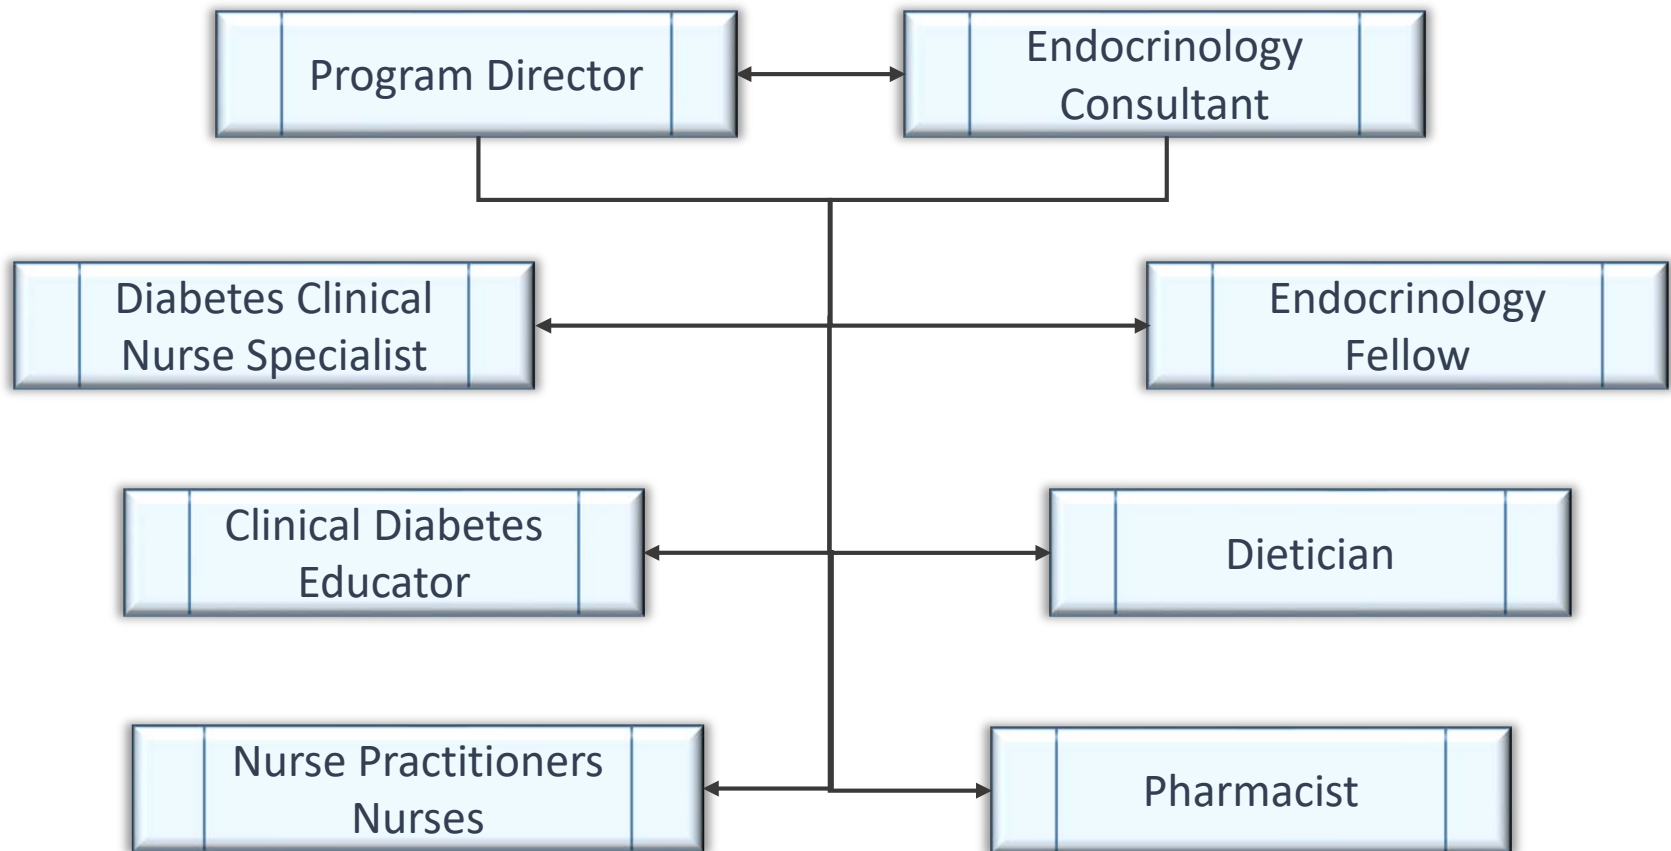 Program Director
Endocrinology
Consultant
Diabetes Clinical
Nurse Specialist
Endocrinology
Fellow
Clinical Diabetes
Educator
Dietician
Nurse Practitioners
Nurses
Pharmacist